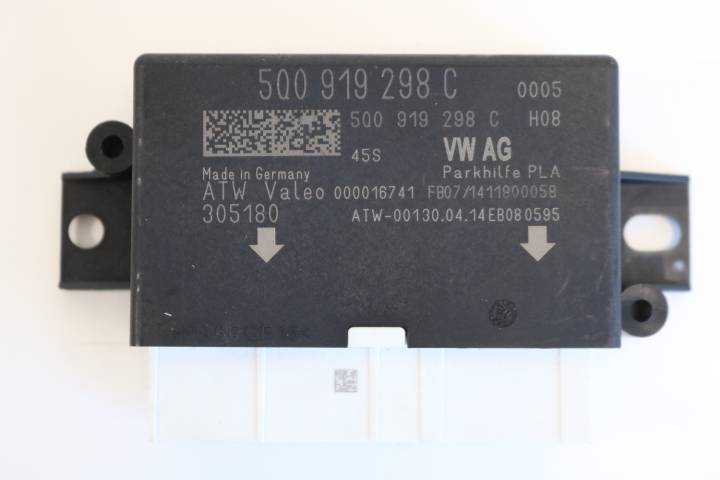 5Q0 919 298 C 0005
5Q0 919 298 C H08
45S VW AG
Made in Germany Parkhilfe PLA
ATW Valeo 000016741 FB07/1411900058
305180 ATW-00130.04.14EB080595